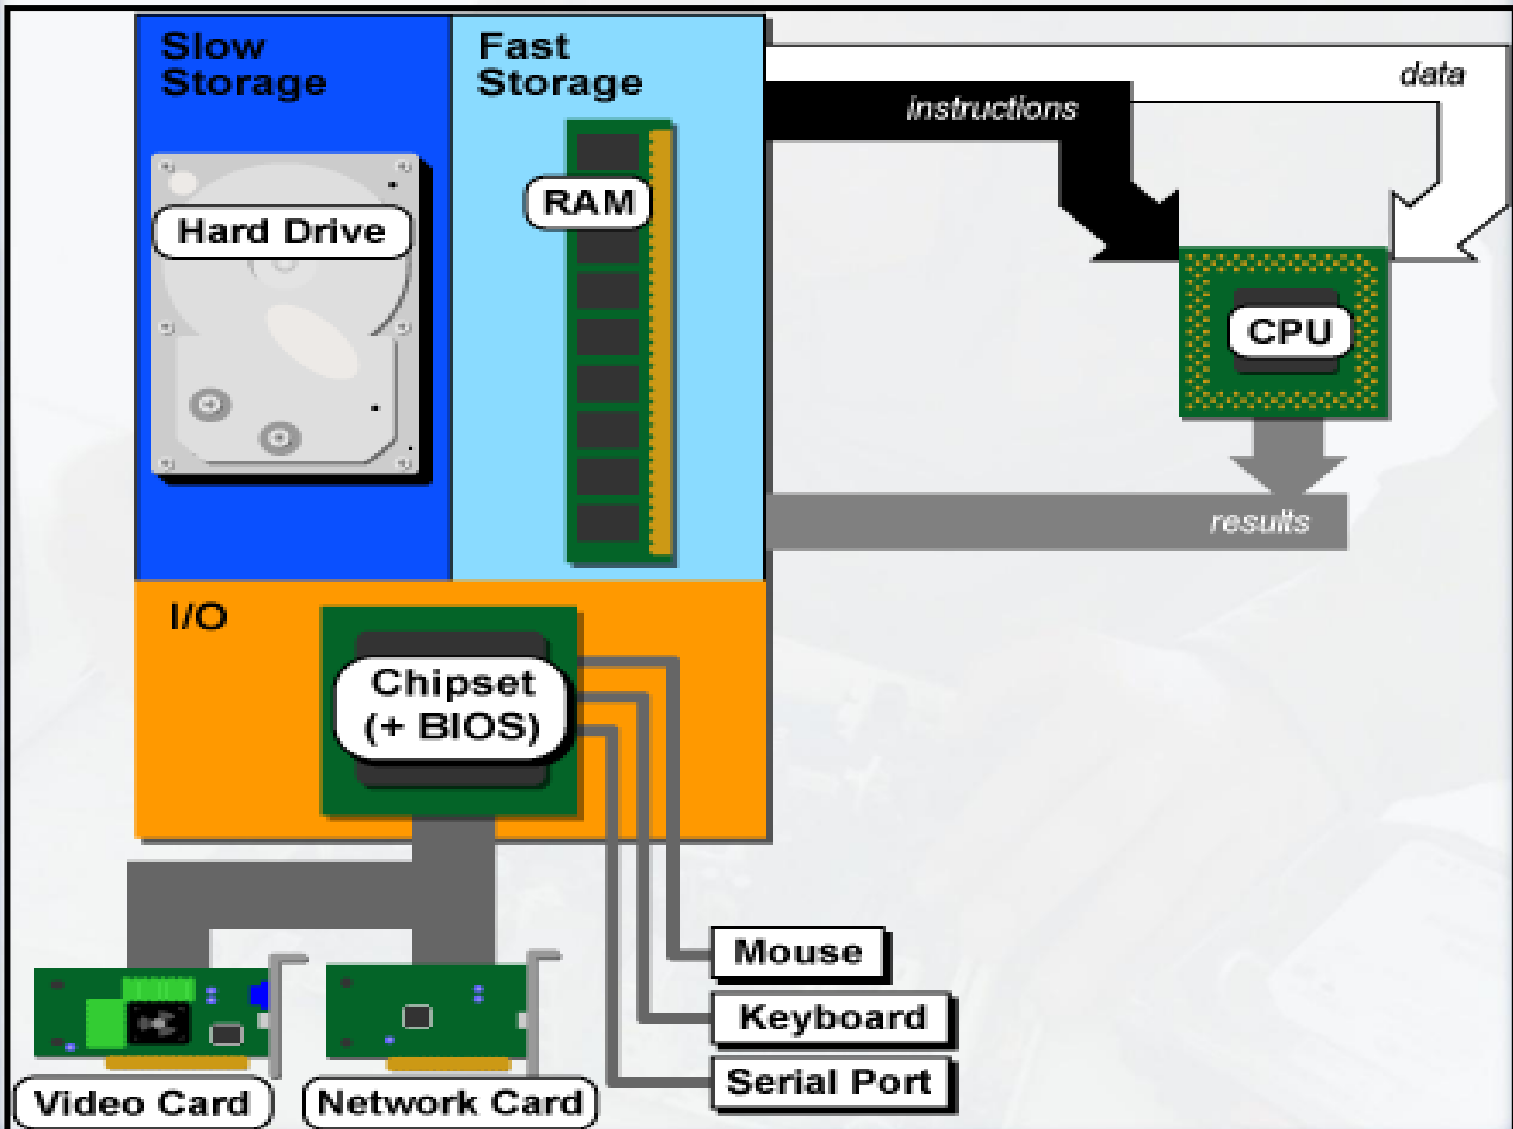 Slow
Storage
Fast
Storage
data
instructions
RAM
Hard Drive
CPU
results
I/O
Chipset
(+ BIOS)
Mouse
Keyboard
Serial Port
Video Card
Network Card